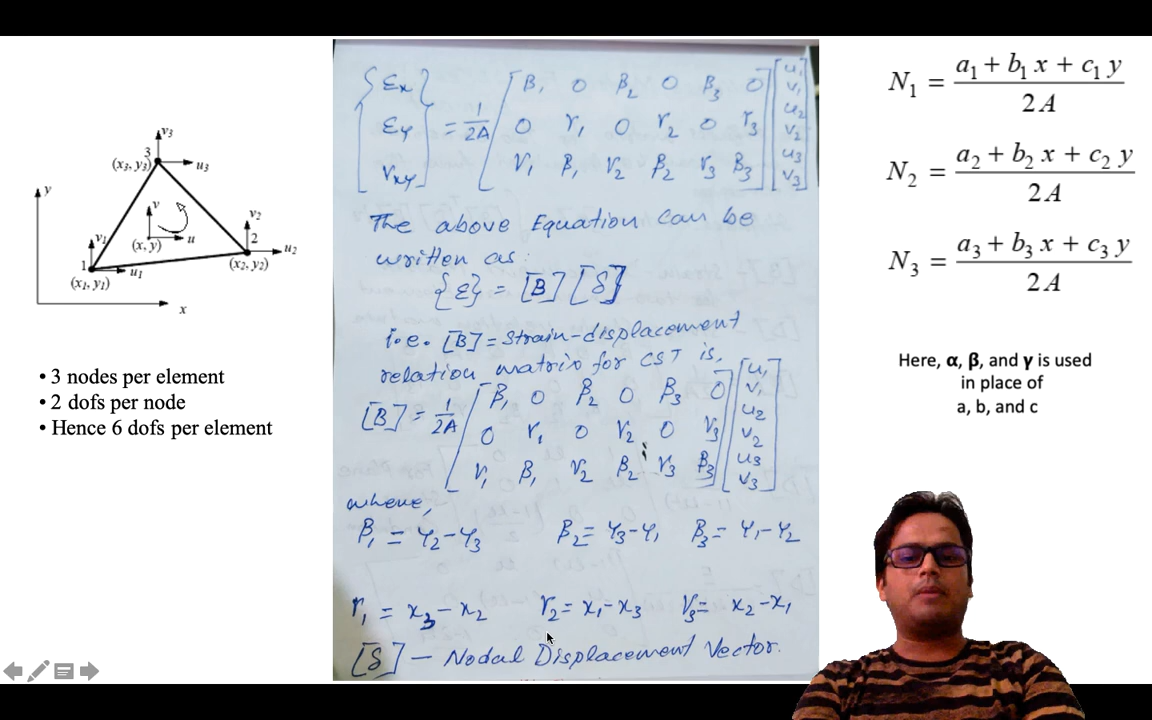 y
x
v3
3
(x3, y3)
u3
v
(x, y)
u
v2
2
u2
(x2, y2)
v1
1
u1
(x1, y1)
• 3 nodes per element
• 2 dofs per node
• Hence 6 dofs per element
{εx} = 1/2A [β1 0 β2 0 β3 0] [u1
εy 0 γ1 0 γ2 0 γ3 v1 u2 v2
γxy γ1 β1 γ2 β2 γ3 β3 u3 v3]
The above Equation can be
written as
{ε} = [B] {δ}
i.e. [B] = Strain-displacement
relation matrix for CST is,
[B] = 1/2A [β1 0 β2 0 β3 0] [u1 v1
0 γ1 0 γ2 0 γ3 u2 v2
γ1 β1 γ2 β2 γ3 β3 u3 v3]
where,
β1 = y2 - y3 β2 = y3 - y1 β3 = y1 - y2
γ1 = x3 - x2 γ2 = x1 - x3 γ3 = x2 - x1
[δ] - Nodal Displacement Vector.
N1 = a1 + b1 x + c1 y / 2A
N2 = a2 + b2 x + c2 y / 2A
N3 = a3 + b3 x + c3 y / 2A
Here, α, β, and γ is used
in place of
a, b, and c